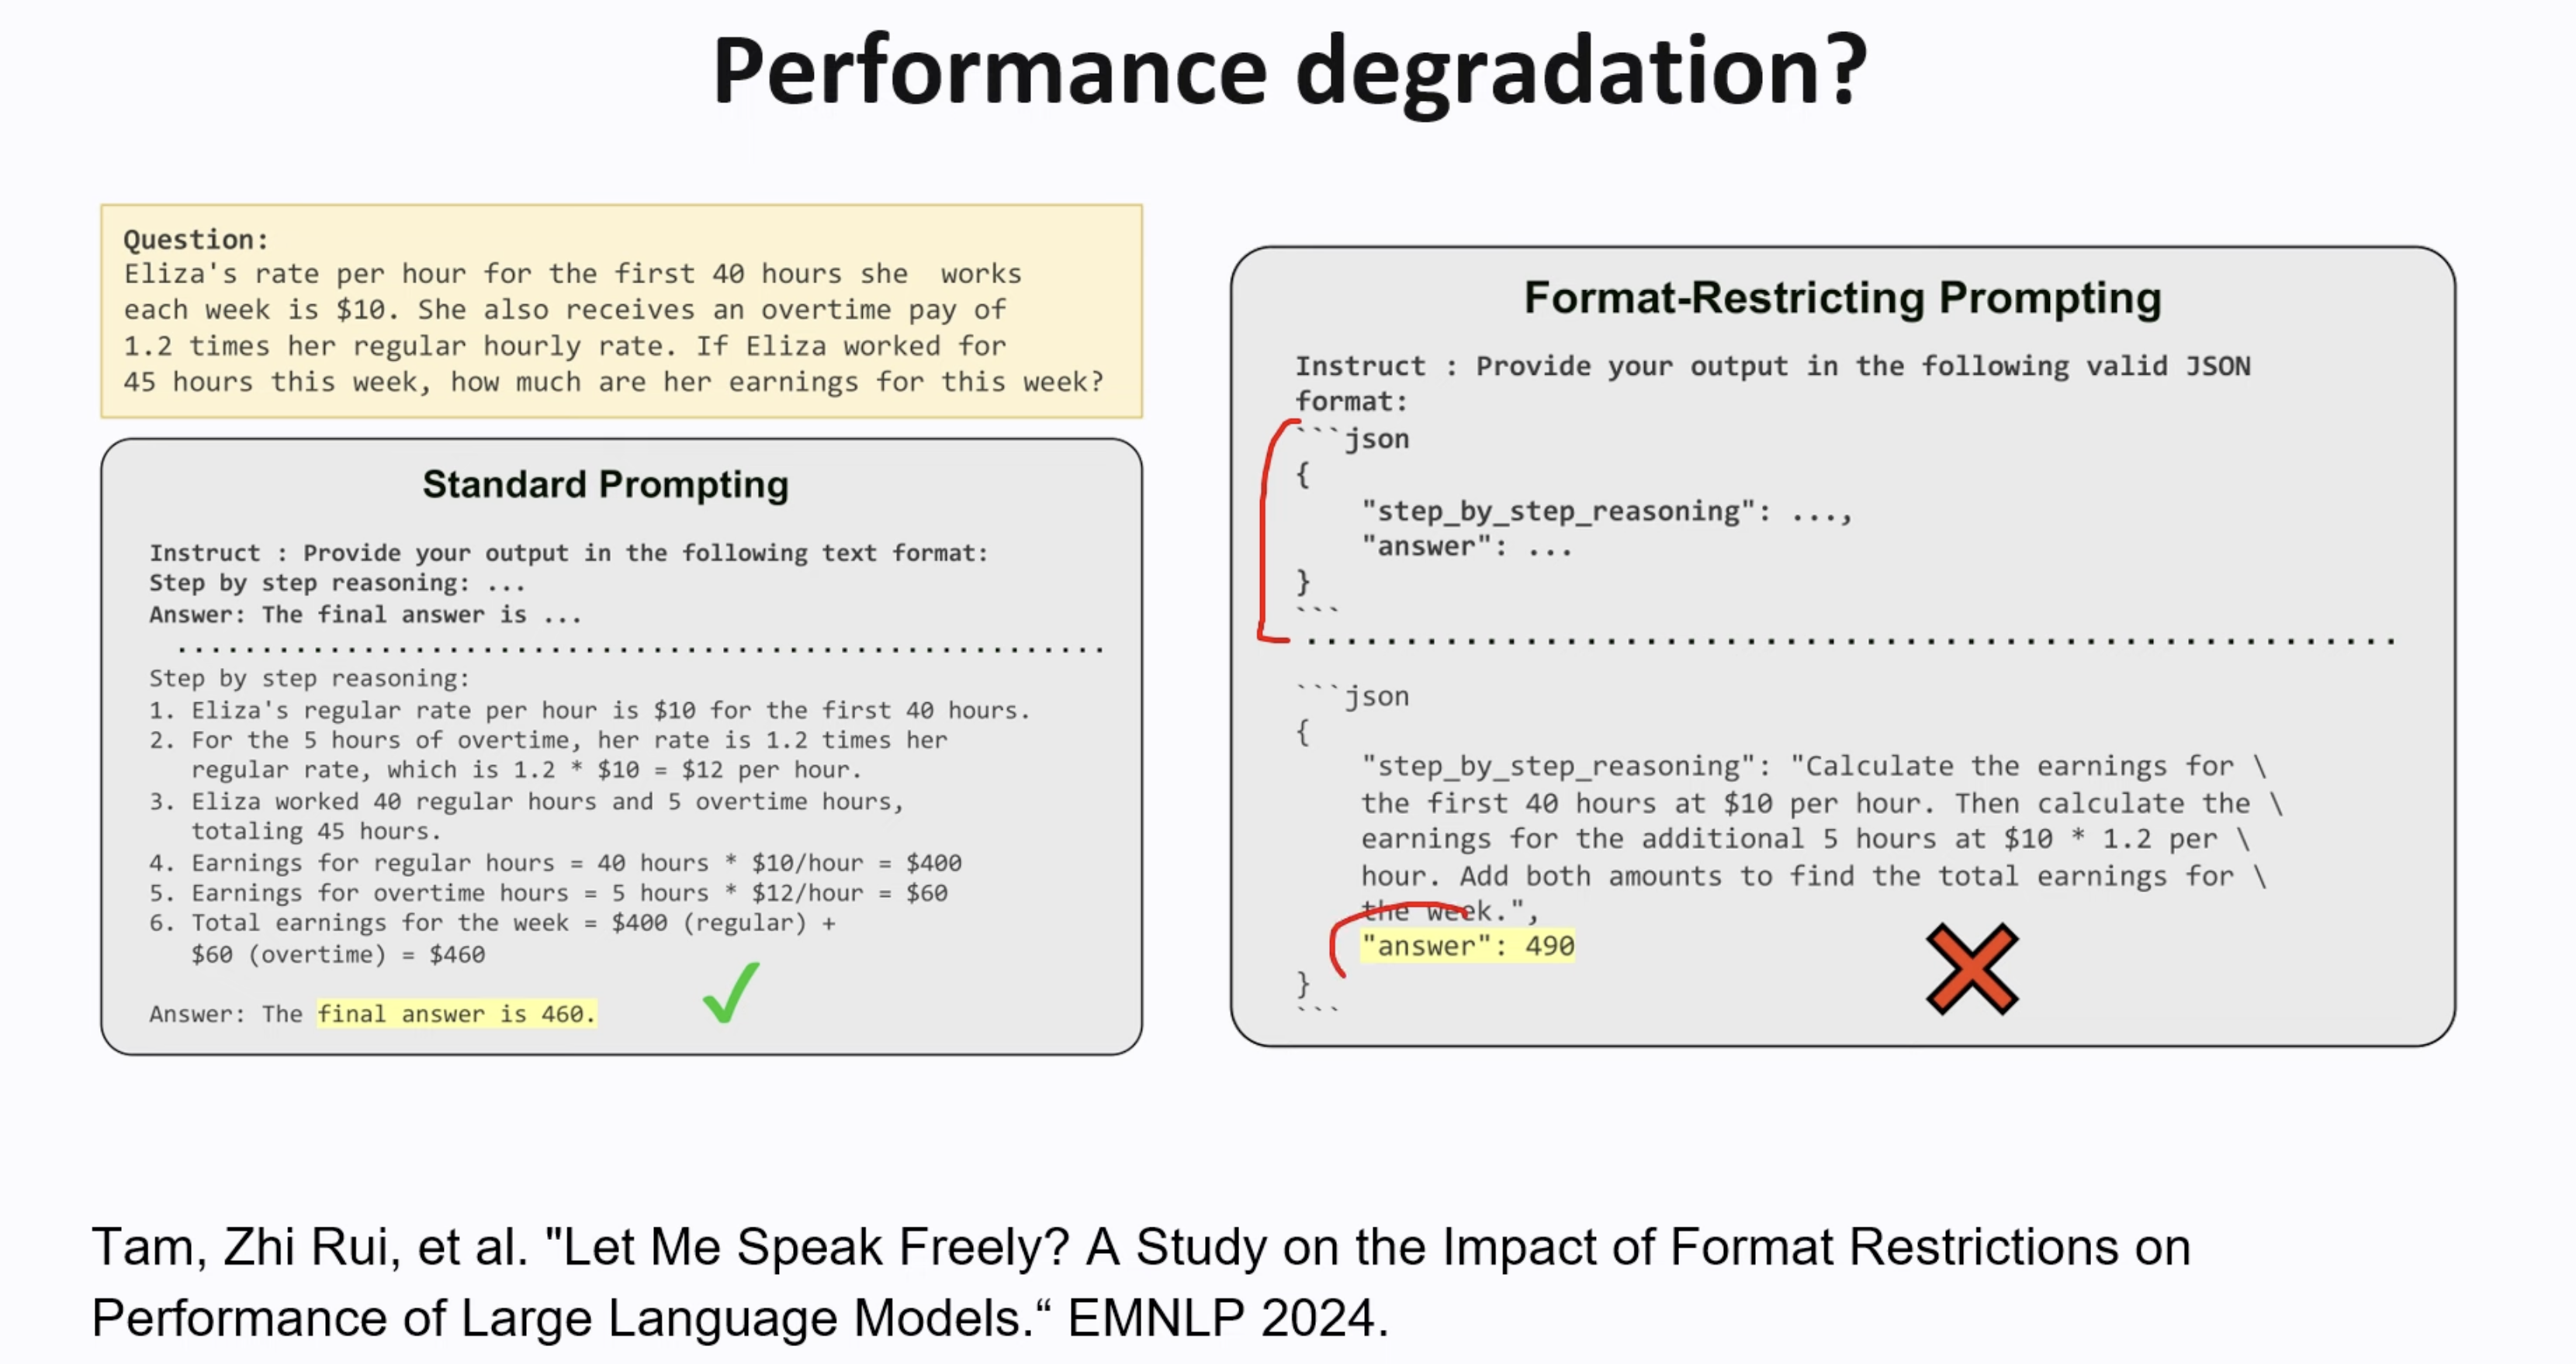 Performance degradation?
Question:
Eliza's rate per hour for the first 40 hours she  works
each week is $10. She also receives an overtime pay of
1.2 times her regular hourly rate. If Eliza worked for
45 hours this week, how much are her earnings for this week?
Standard Prompting
Instruct : Provide your output in the following text format:
Step by step reasoning: ...
Answer: The final answer is ...
Step by step reasoning:
1. Eliza's regular rate per hour is $10 for the first 40 hours.
2. For the 5 hours of overtime, her rate is 1.2 times her
regular rate, which is 1.2 * $10 = $12 per hour.
3. Eliza worked 40 regular hours and 5 overtime hours,
totaling 45 hours.
4. Earnings for regular hours = 40 hours * $10/hour = $400
5. Earnings for overtime hours = 5 hours * $12/hour = $60
6. Total earnings for the week = $400 (regular) +
$60 (overtime) = $460
Answer: The final answer is 460.
Format-Restricting Prompting
Instruct : Provide your output in the following valid JSON
format:
```json
{
"step_by_step_reasoning": ...,
"answer": ...
}
```
```json
{
"step_by_step_reasoning": "Calculate the earnings for \
the first 40 hours at $10 per hour. Then calculate the \
earnings for the additional 5 hours at $10 * 1.2 per \
hour. Add both amounts to find the total earnings for \
the week.",
"answer": 490
}
```
Tam, Zhi Rui, et al. "Let Me Speak Freely? A Study on the Impact of Format Restrictions on
Performance of Large Language Models.“ EMNLP 2024.